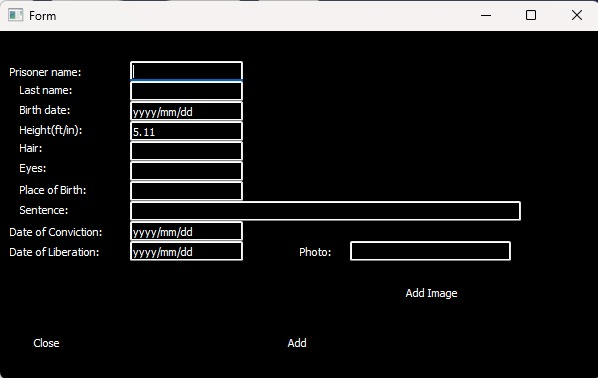 Form
Prisoner name:
Last name:
Birth date: yyyy/mm/dd
Height(ft/in): 5.11
Hair:
Eyes:
Place of Birth:
Sentence:
Date of Conviction: yyyy/mm/dd
Date of Liberation: yyyy/mm/dd Photo:
Add Image
Close Add